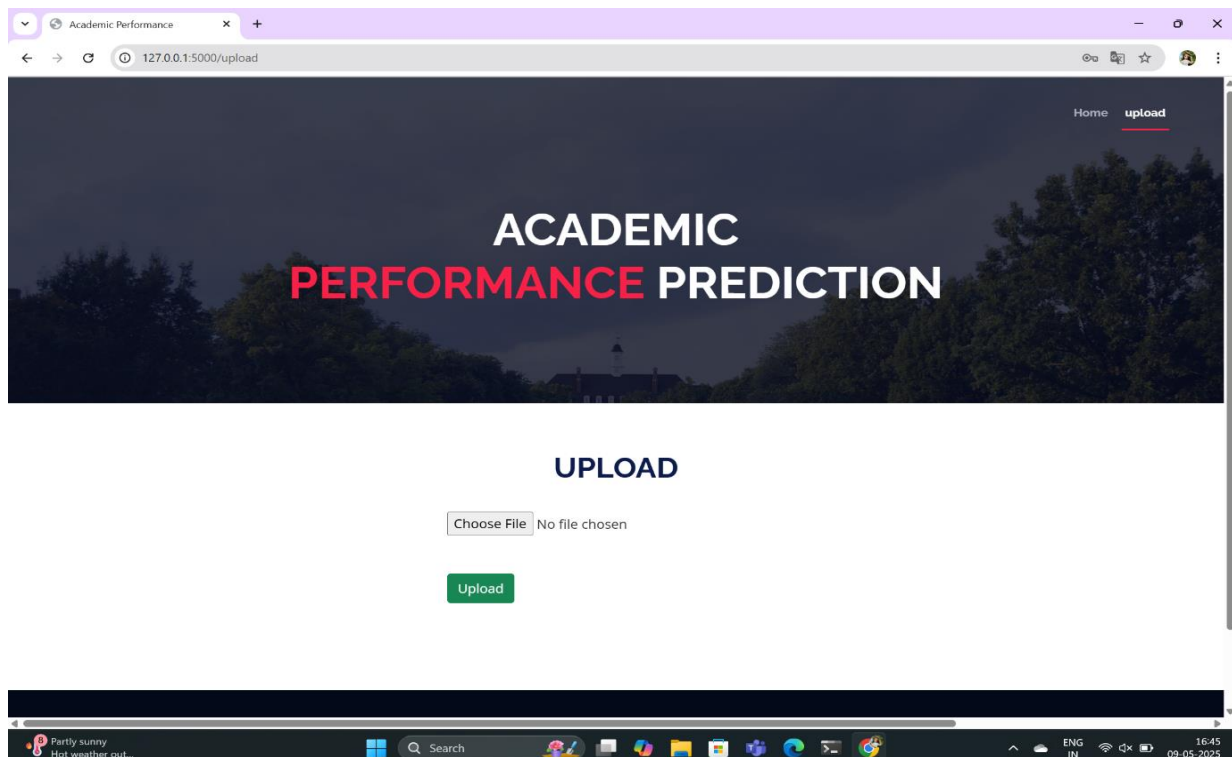 Academic Performance
127.0.0.1:5000/upload
Home upload
ACADEMIC
PERFORMANCE PREDICTION
UPLOAD
Choose File No file chosen
Upload
8
Partly sunny
Hot weather out
Search
ENG
IN
16:45
09-05-2025